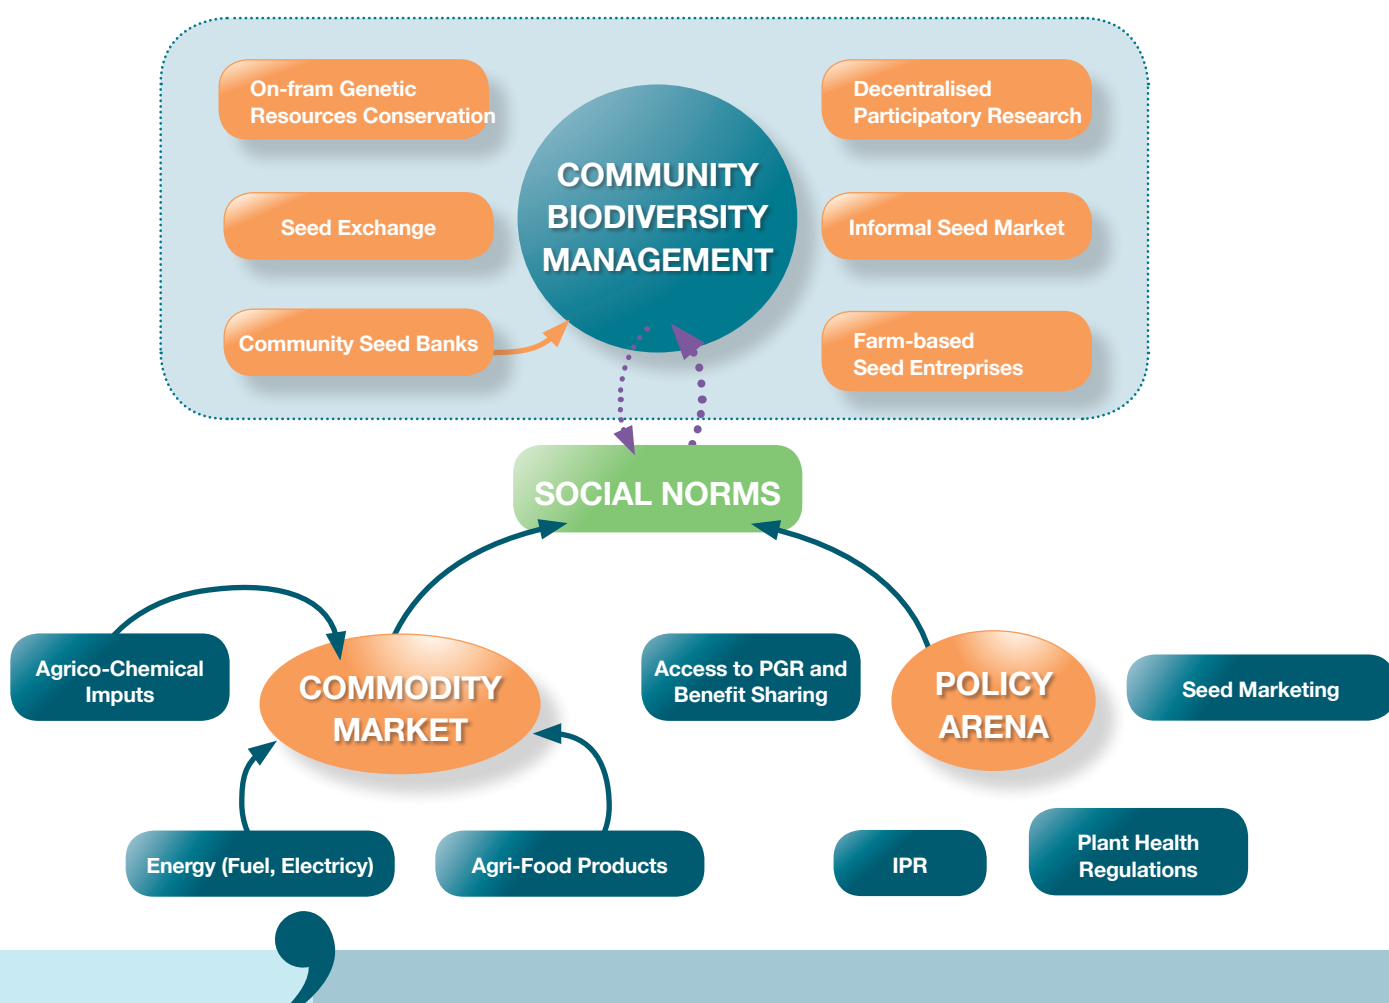 On-fram Genetic
Resources Conservation
Decentralised
Participatory Research
COMMUNITY
BIODIVERSITY
MANAGEMENT
Seed Exchange
Informal Seed Market
Community Seed Banks
Farm-based
Seed Entreprises
SOCIAL NORMS
Agrico-Chemical
Imputs
COMMODITY
MARKET
Access to PGR and
Benefit Sharing
POLICY
ARENA
Seed Marketing
Energy (Fuel, Electricy)
Agri-Food Products
IPR
Plant Health
Regulations